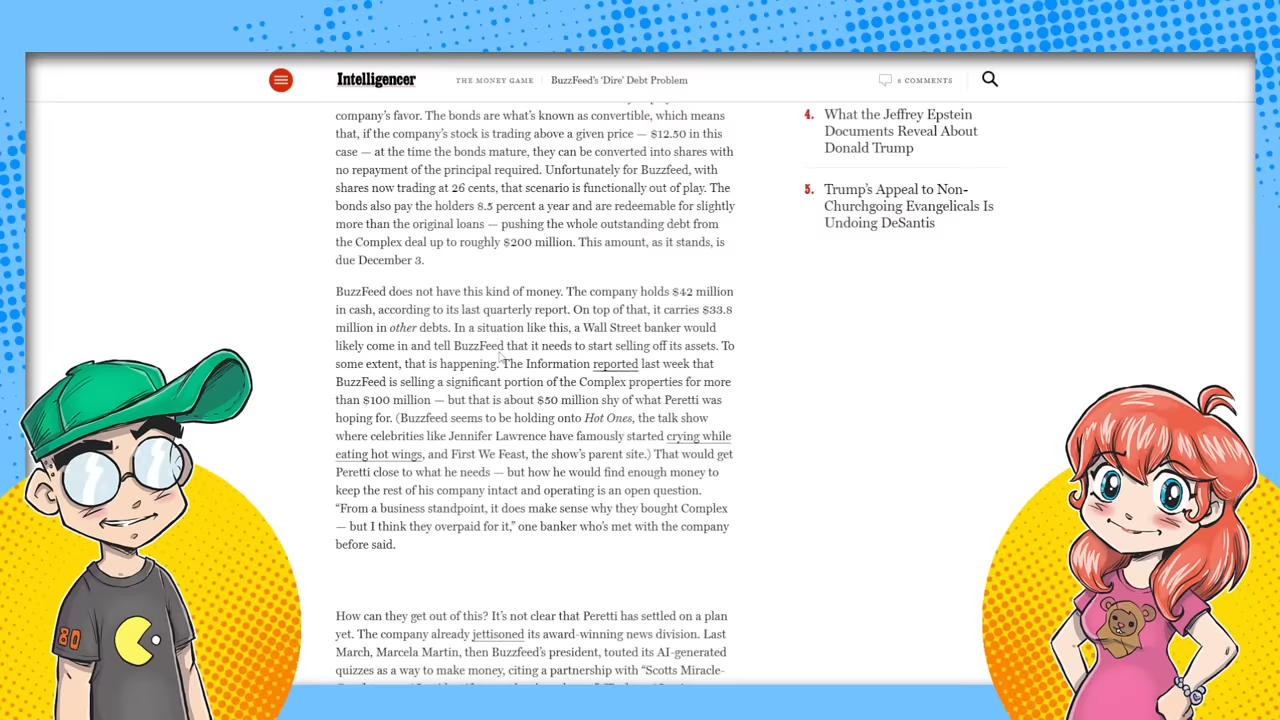 Intelligencer
THE MONEY GAME
BuzzFeed's 'Dire' Debt Problem
8 COMMENTS
company's favor. The bonds are what's known as convertible, which means
that, if the company's stock is trading above a given price — $12.50 in this
case — at the time the bonds mature, they can be converted into shares with
no repayment of the principal required. Unfortunately for Buzzfeed, with
shares now trading at 26 cents, that scenario is functionally out of play. The
bonds also pay the holders 8.5 percent a year and are redeemable for slightly
more than the original loans — pushing the whole outstanding debt from
the Complex deal up to roughly $200 million. This amount, as it stands, is
due December 3.
BuzzFeed does not have this kind of money. The company holds $42 million
in cash, according to its last quarterly report. On top of that, it carries $33.8
million in other debts. In a situation like this, a Wall Street banker would
likely come in and tell BuzzFeed that it needs to start selling off its assets. To
some extent, that is happening. The Information reported last week that
BuzzFeed is selling a significant portion of the Complex properties for more
than $100 million — but that is about $50 million shy of what Peretti was
hoping for. (Buzzfeed seems to be holding onto Hot Ones, the talk show
where celebrities like Jennifer Lawrence have famously started crying while
eating hot wings, and First We Feast, the show's parent site.) That would get
Peretti close to what he needs — but how he would find enough money to
keep the rest of his company intact and operating is an open question.
“From a business standpoint, it does make sense why they bought Complex
— but I think they overpaid for it,” one banker who's met with the company
before said.
How can they get out of this? It's not clear that Peretti has settled on a plan
yet. The company already jettisoned its award-winning news division. Last
March, Marcela Martin, then Buzzfeed's president, touted its AI-generated
quizzes as a way to make money, citing a partnership with “Scotts Miracle-
4. What the Jeffrey Epstein
Documents Reveal About
Donald Trump
5. Trump's Appeal to Non-
Churchgoing Evangelicals Is
Undoing DeSantis
80